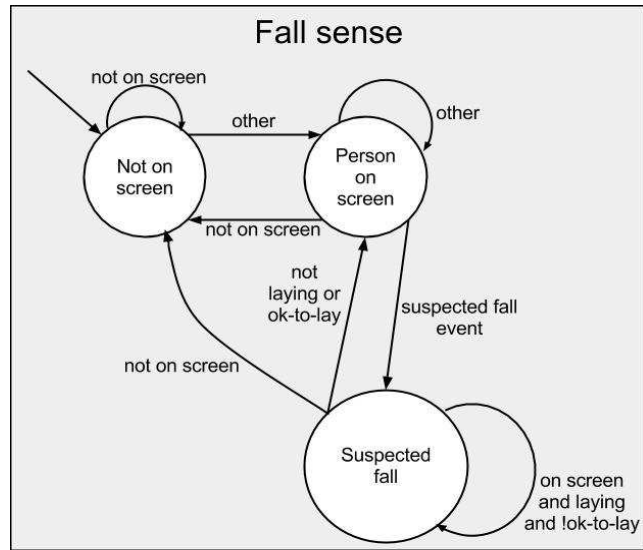 Fall sense
not on screen
other
other
Not on
screen
Person
on
screen
not on screen
not
laying or
ok-to-lay
suspected fall
event
not on screen
Suspected
fall
on screen
and laying
and !ok-to-lay